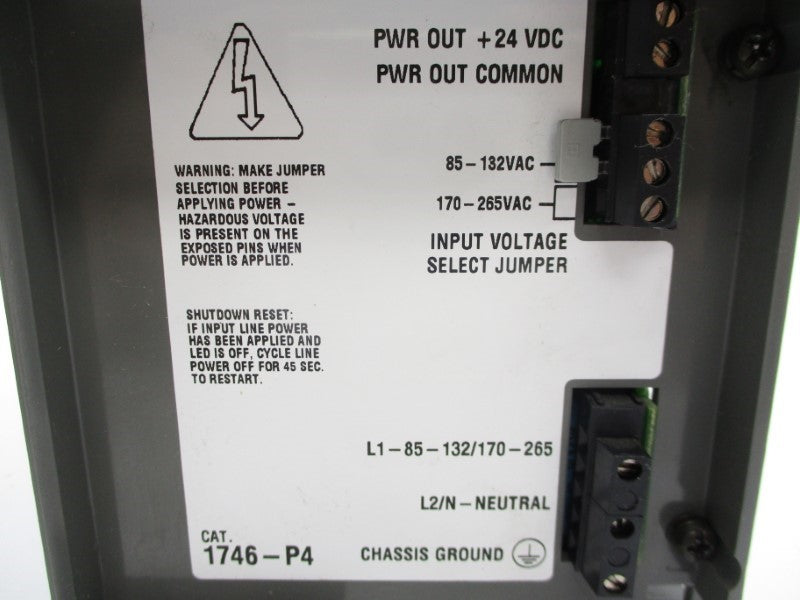 PWR OUT +24 VDC
PWR OUT COMMON
85-132VAC
170-265VAC
INPUT VOLTAGE
SELECT JUMPER
WARNING: MAKE JUMPER
SELECTION BEFORE
APPLYING POWER -
HAZARDOUS VOLTAGE
IS PRESENT ON THE
EXPOSED PINS WHEN
POWER IS APPLIED.
SHUTDOWN RESET:
IF INPUT LINE POWER
HAS BEEN APPLIED AND
LED IS OFF, CYCLE LINE
POWER OFF FOR 45 SEC.
TO RESTART.
L1-85-132/170-265
L2/N-NEUTRAL
CAT.
1746-P4
CHASSIS GROUND